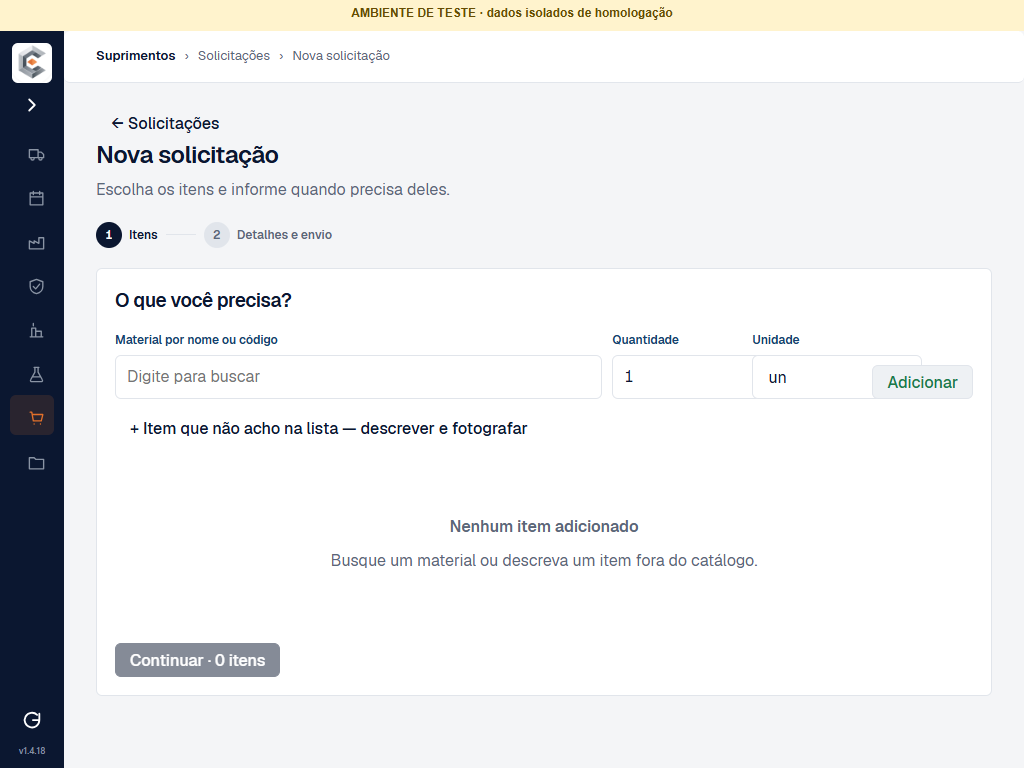 AMBIENTE DE TESTE · dados isolados de homologação
Suprimentos › Solicitações › Nova solicitação
← Solicitações
Nova solicitação
Escolha os itens e informe quando precisa deles.
1 Itens 2 Detalhes e envio
O que você precisa?
Material por nome ou código Quantidade Unidade
Digite para buscar 1 un Adicionar
+ Item que não acho na lista — descrever e fotografar
Nenhum item adicionado
Busque um material ou descreva um item fora do catálogo.
Continuar · 0 itens
v1.4.18